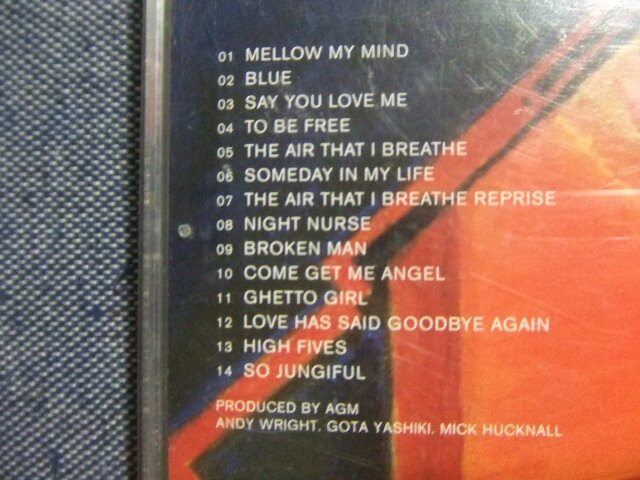 01 MELLOW MY MIND
02 BLUE
03 SAY YOU LOVE ME
04 TO BE FREE
05 THE AIR THAT I BREATHE
06 SOMEDAY IN MY LIFE
07 THE AIR THAT I BREATHE REPRISE
08 NIGHT NURSE
09 BROKEN MAN
10 COME GET ME ANGEL
11 GHETTO GIRL
12 LOVE HAS SAID GOODBYE AGAIN
13 HIGH FIVES
14 SO JUNGIFUL
PRODUCED BY AGM
ANDY WRIGHT. GOTA YASHIKI. MICK HUCKNALL